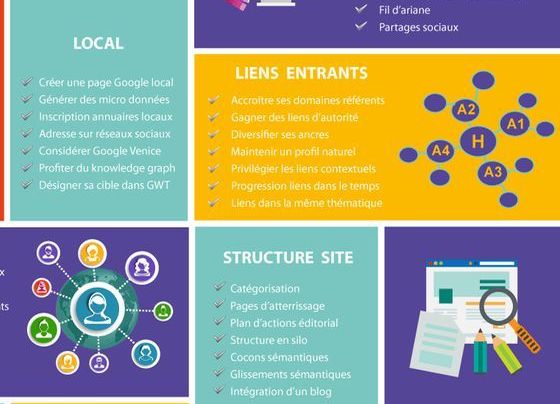 Fil d'ariane
Partages sociaux
LOCAL
Créer une page Google local
Générer des micro données
Inscription annuaires locaux
Adresse sur réseaux sociaux
Considérer Google Venice
Profiter du knowledge graph
Désigner sa cible dans GWT
LIENS ENTRANTS
Accroître ses domaines référents
Gagner des liens d'autorité
Diversifier ses ancres
Maintenir un profil naturel
Privilégier les liens contextuels
Progression liens dans le temps
Liens dans la même thématique
A2
A1
H
A4
A3
STRUCTURE SITE
Catégorisation
Pages d'atterrissage
Plan d'actions éditorial
Structure en silo
Cocons sémantiques
Glissements sémantiques
Intégration d'un blog